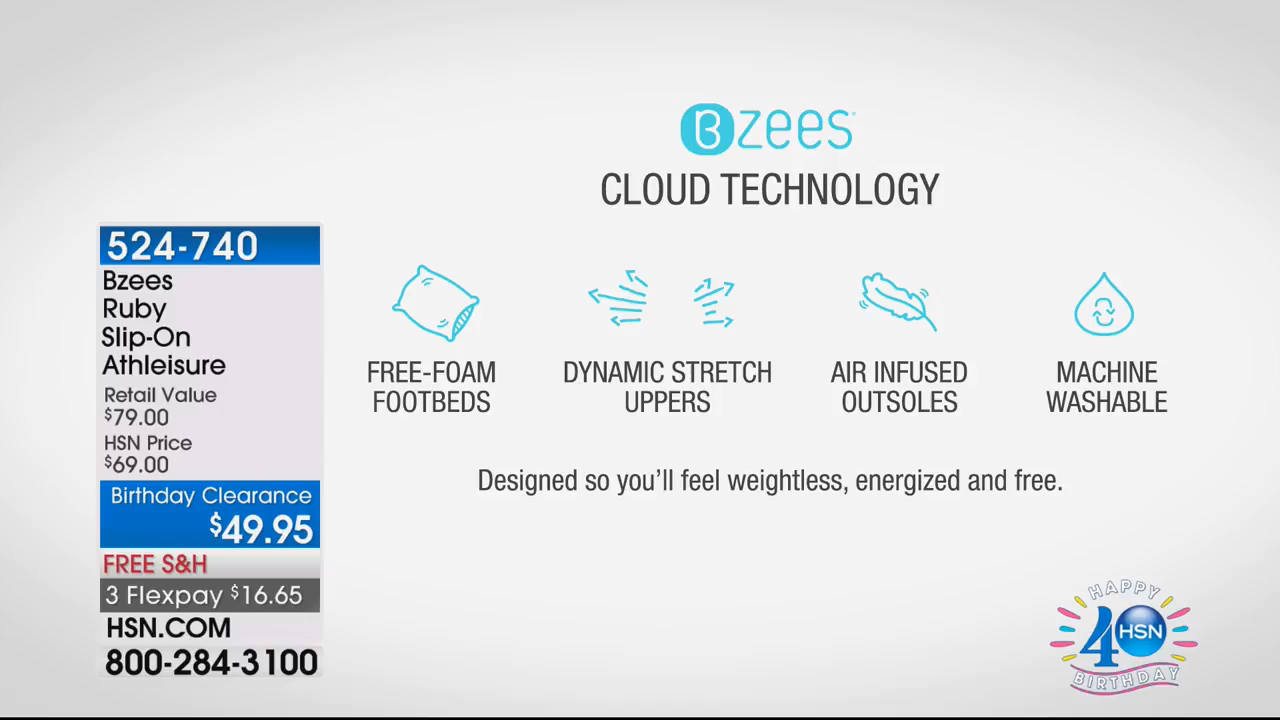 Bzees
CLOUD TECHNOLOGY
524-740
Bzees
Ruby
Slip-On
Athleisure
Retail Value
$79.00
HSN Price
$69.00
Birthday Clearance
$49.95
FREE S&H
3 Flexpay $16.65
HSN.COM
800-284-3100
FREE-FOAM
FOOTBEDS
DYNAMIC STRETCH
UPPERS
AIR INFUSED
OUTSOLES
MACHINE
WASHABLE
Designed so you'll feel weightless, energized and free.
HAPPY
40 HSN
BIRTHDAY